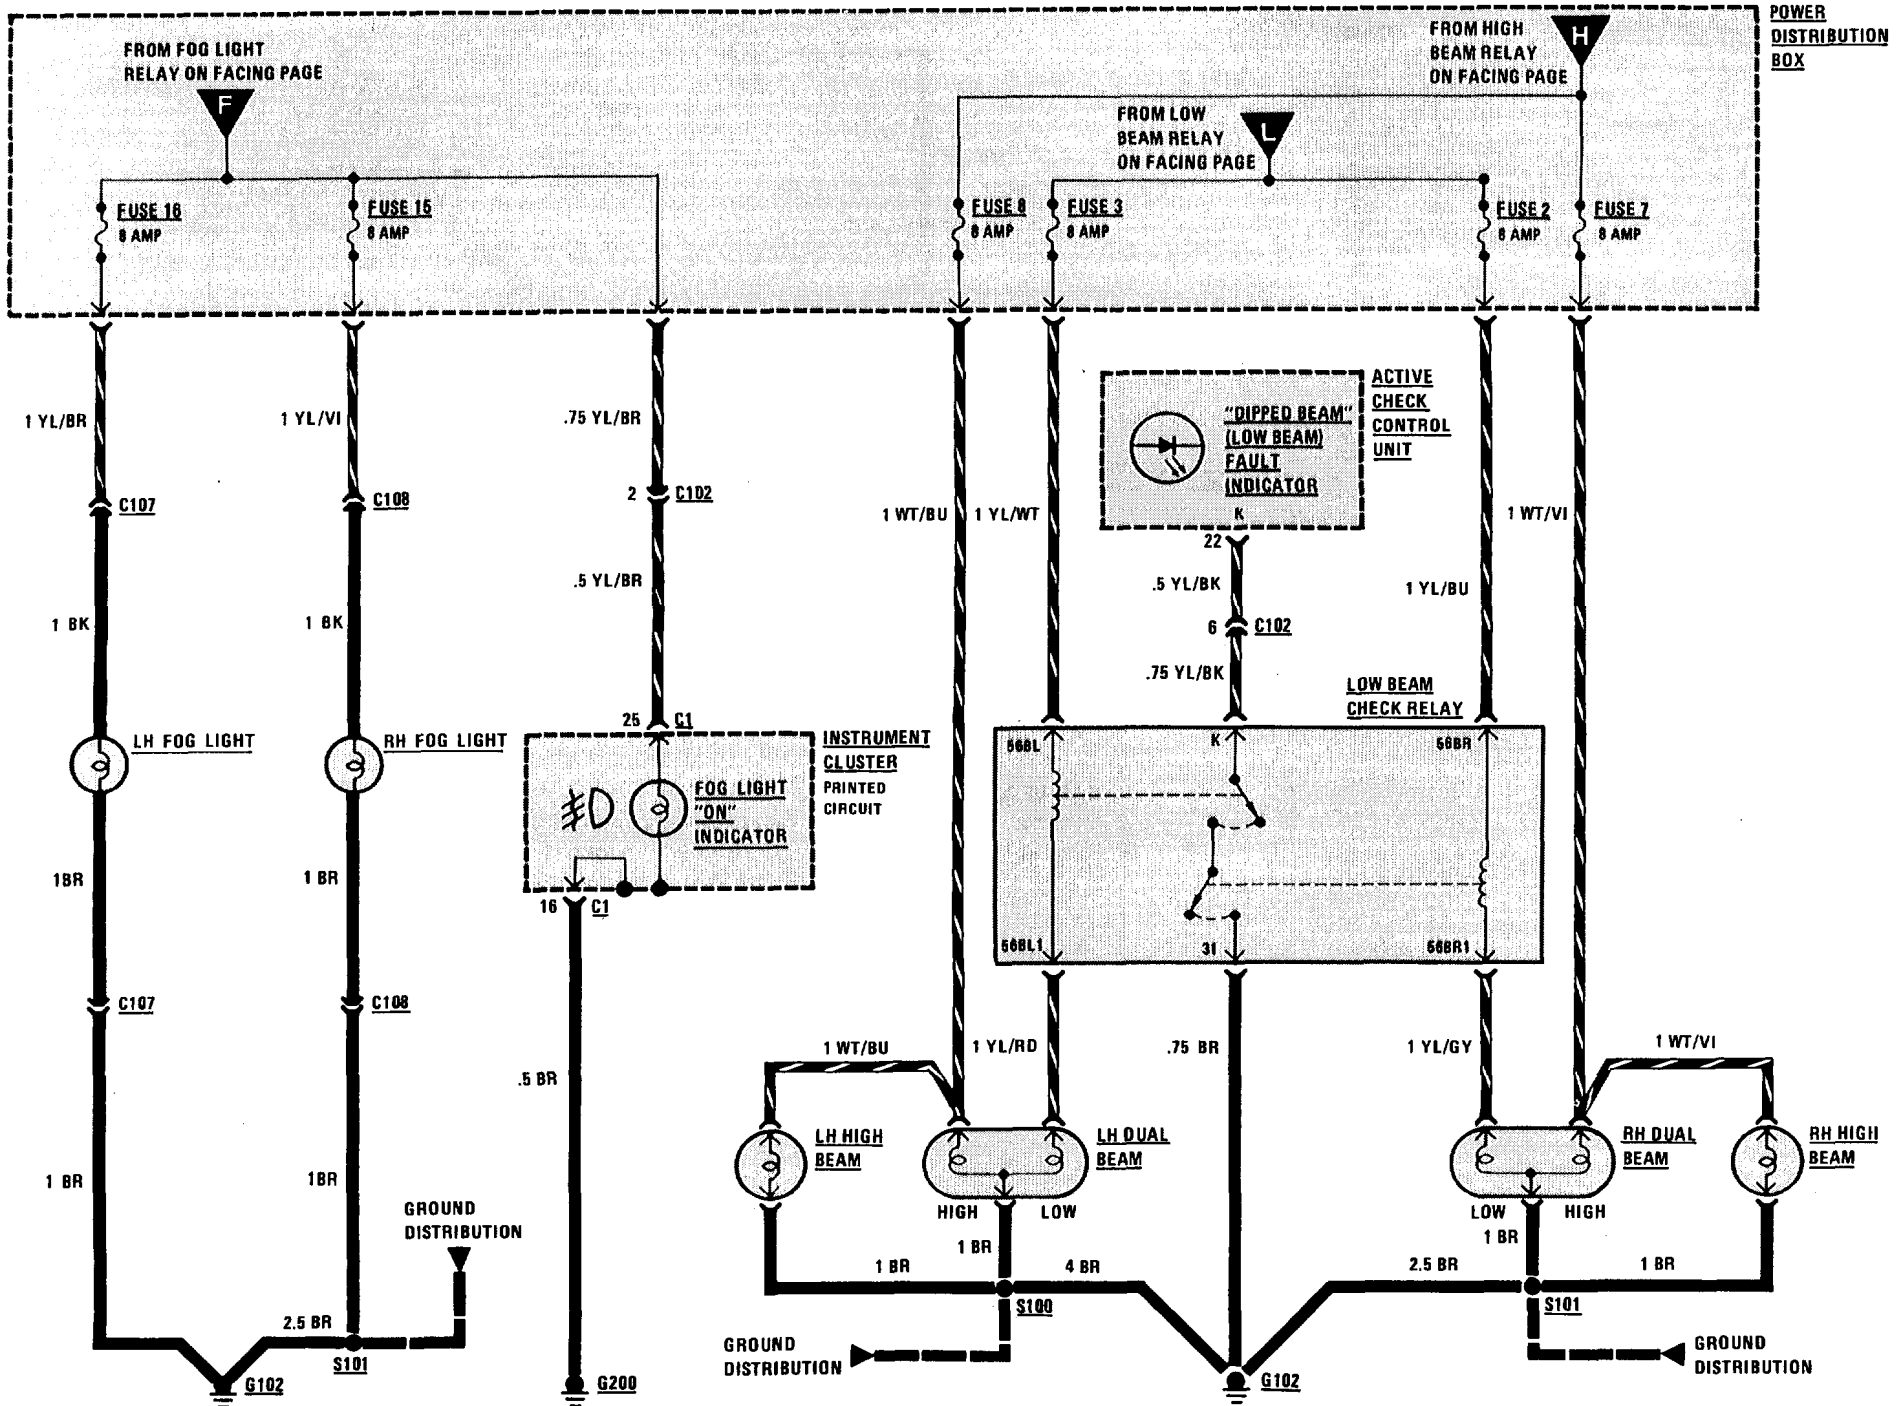 POWER
DISTRIBUTION
BOX
FROM FOG LIGHT
RELAY ON FACING PAGE
F
FROM HIGH
BEAM RELAY
ON FACING PAGE
H
FROM LOW
BEAM RELAY
ON FACING PAGE
L
FUSE 16
8 AMP
FUSE 15
8 AMP
FUSE 8
8 AMP
FUSE 3
8 AMP
FUSE 2
8 AMP
FUSE 7
8 AMP
1 YL/BR
1 YL/VI
.75 YL/BR
ACTIVE
CHECK
CONTROL
UNIT
"DIPPED BEAM"
(LOW BEAM)
FAULT
INDICATOR
K
C107
C108
2 C102
1 WT/BU
1 YL/WT
1 WT/VI
22
.5 YL/BR
.5 YL/BK
1 YL/BU
1 BK
1 BK
6 C102
.75 YL/BK
LOW BEAM
CHECK RELAY
25 C1
LH FOG LIGHT
RH FOG LIGHT
INSTRUMENT
CLUSTER
PRINTED
CIRCUIT
FOG LIGHT
"ON"
INDICATOR
56BL
K
56BR
1BR
1 BR
16 C1
56BL1
31
56BR1
C107
C108
1 WT/BU
1 YL/RD
.75 BR
1 YL/GY
1 WT/VI
.5 BR
LH HIGH
BEAM
LH DUAL
BEAM
RH DUAL
BEAM
RH HIGH
BEAM
1 BR
1BR
HIGH
LOW
LOW
HIGH
GROUND
DISTRIBUTION
1 BR
1 BR
1 BR
4 BR
2.5 BR
1 BR
S100
S101
2.5 BR
S101
GROUND
DISTRIBUTION
GROUND
DISTRIBUTION
G102
G200
G102